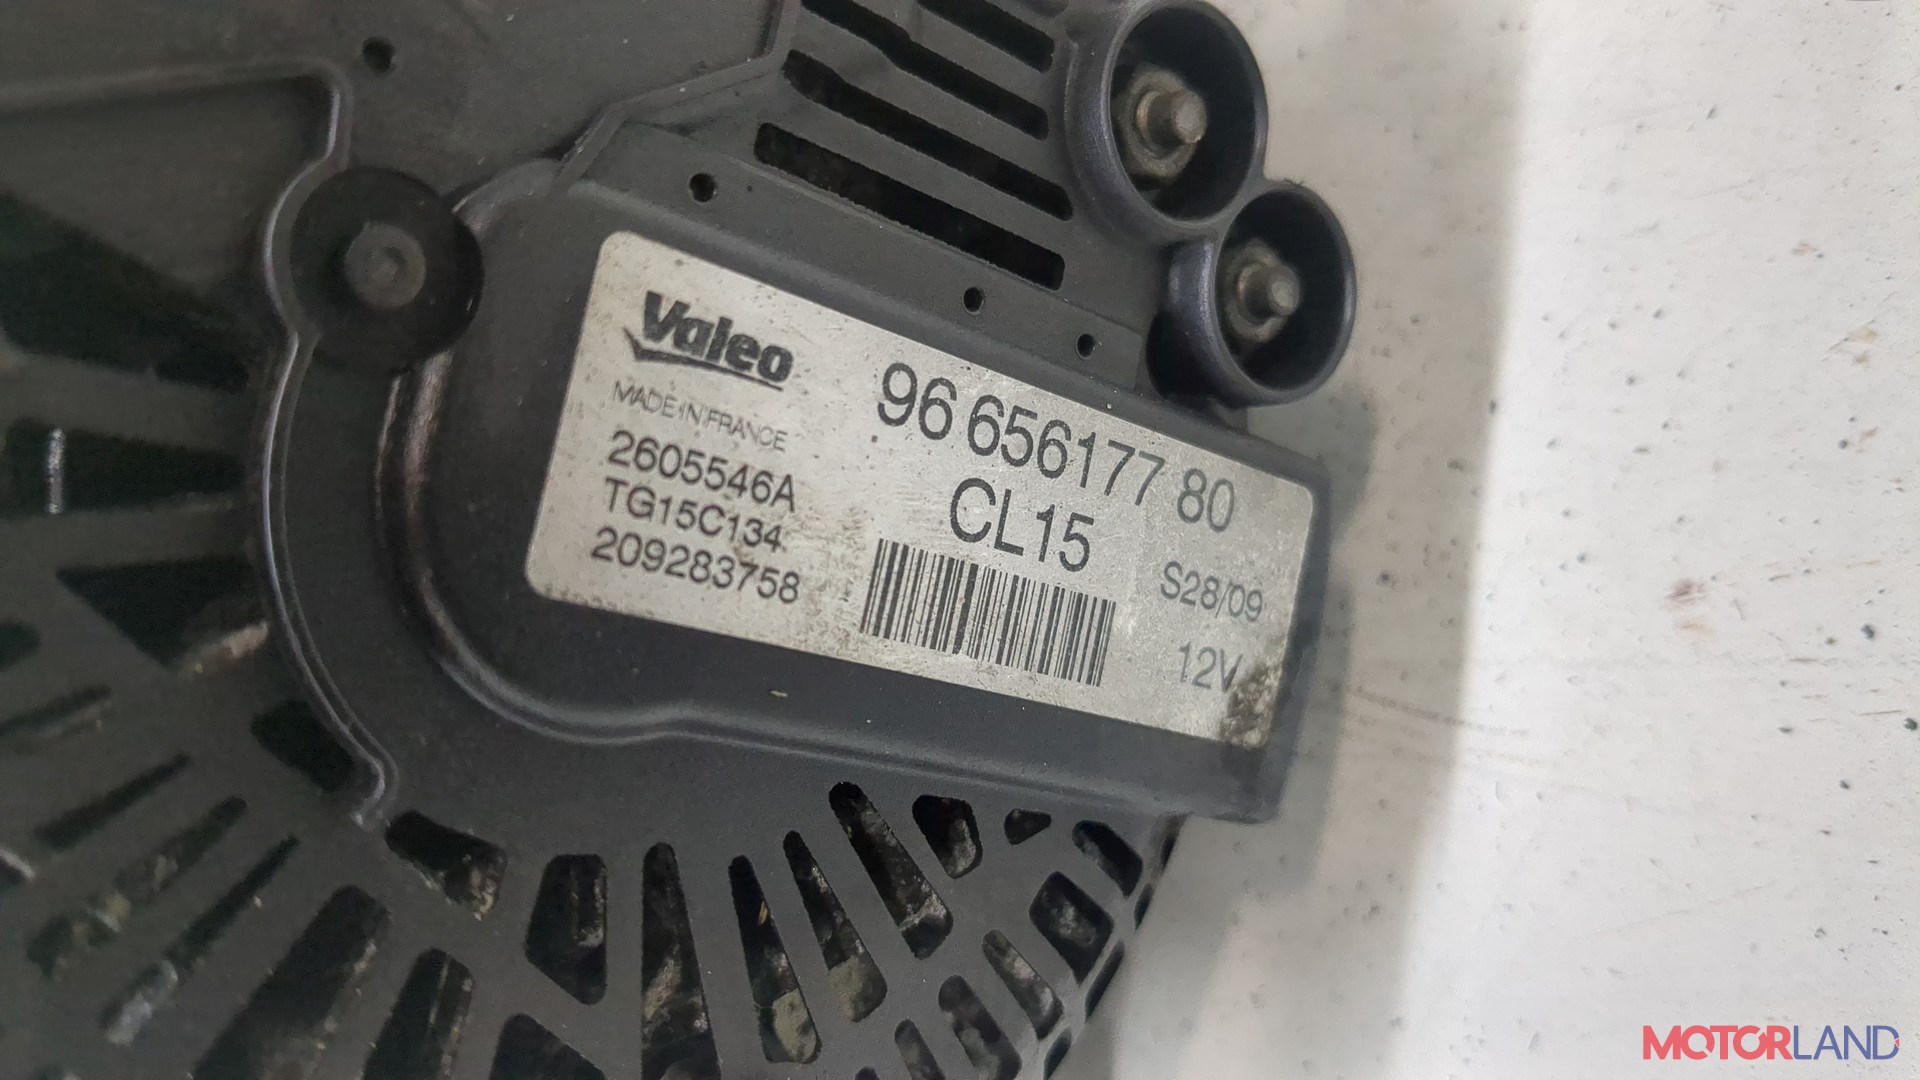 Valeo
MADE IN FRANCE
2605546A
TG15C134
209283758
96 656177 80
CL15
S28/09
12V
MOTORLAND